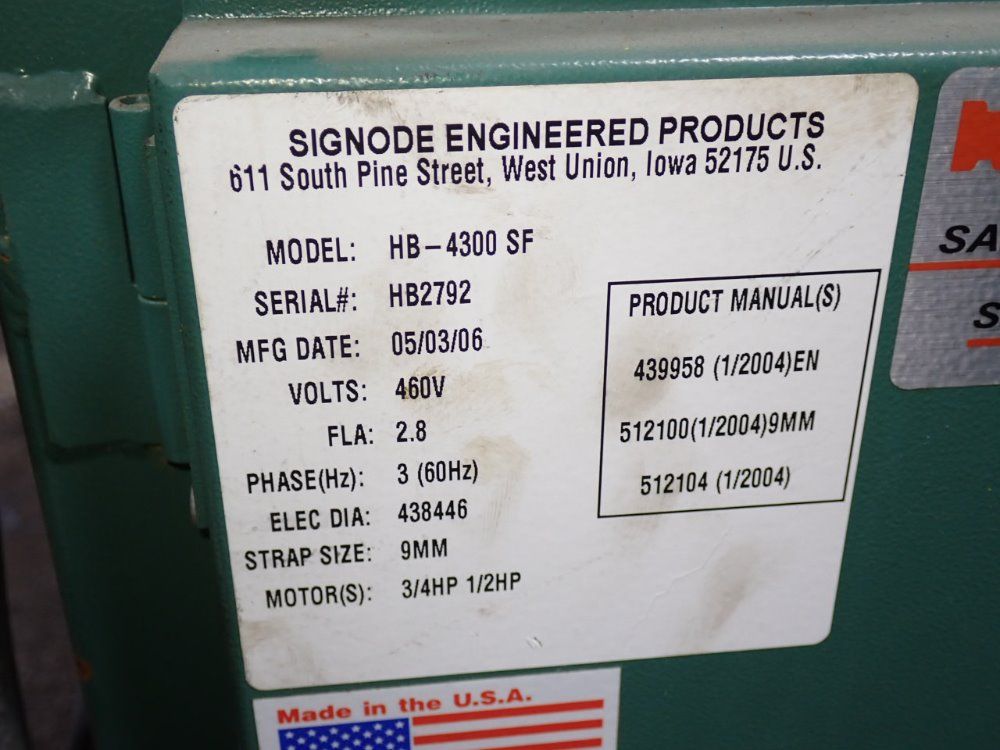 SIGNODE ENGINEERED PRODUCTS
611 South Pine Street, West Union, Iowa 52175 U.S.
MODEL: HB-4300 SF
SERIAL#: HB2792
MFG DATE: 05/03/06
VOLTS: 460V
FLA: 2.8
PHASE(Hz): 3 (60Hz)
ELEC DIA: 438446
STRAP SIZE: 9MM
MOTOR(S): 3/4HP 1/2HP
PRODUCT MANUAL(S)
439958 (1/2004)EN
512100(1/2004)9MM
512104 (1/2004)
Made in the U.S.A.